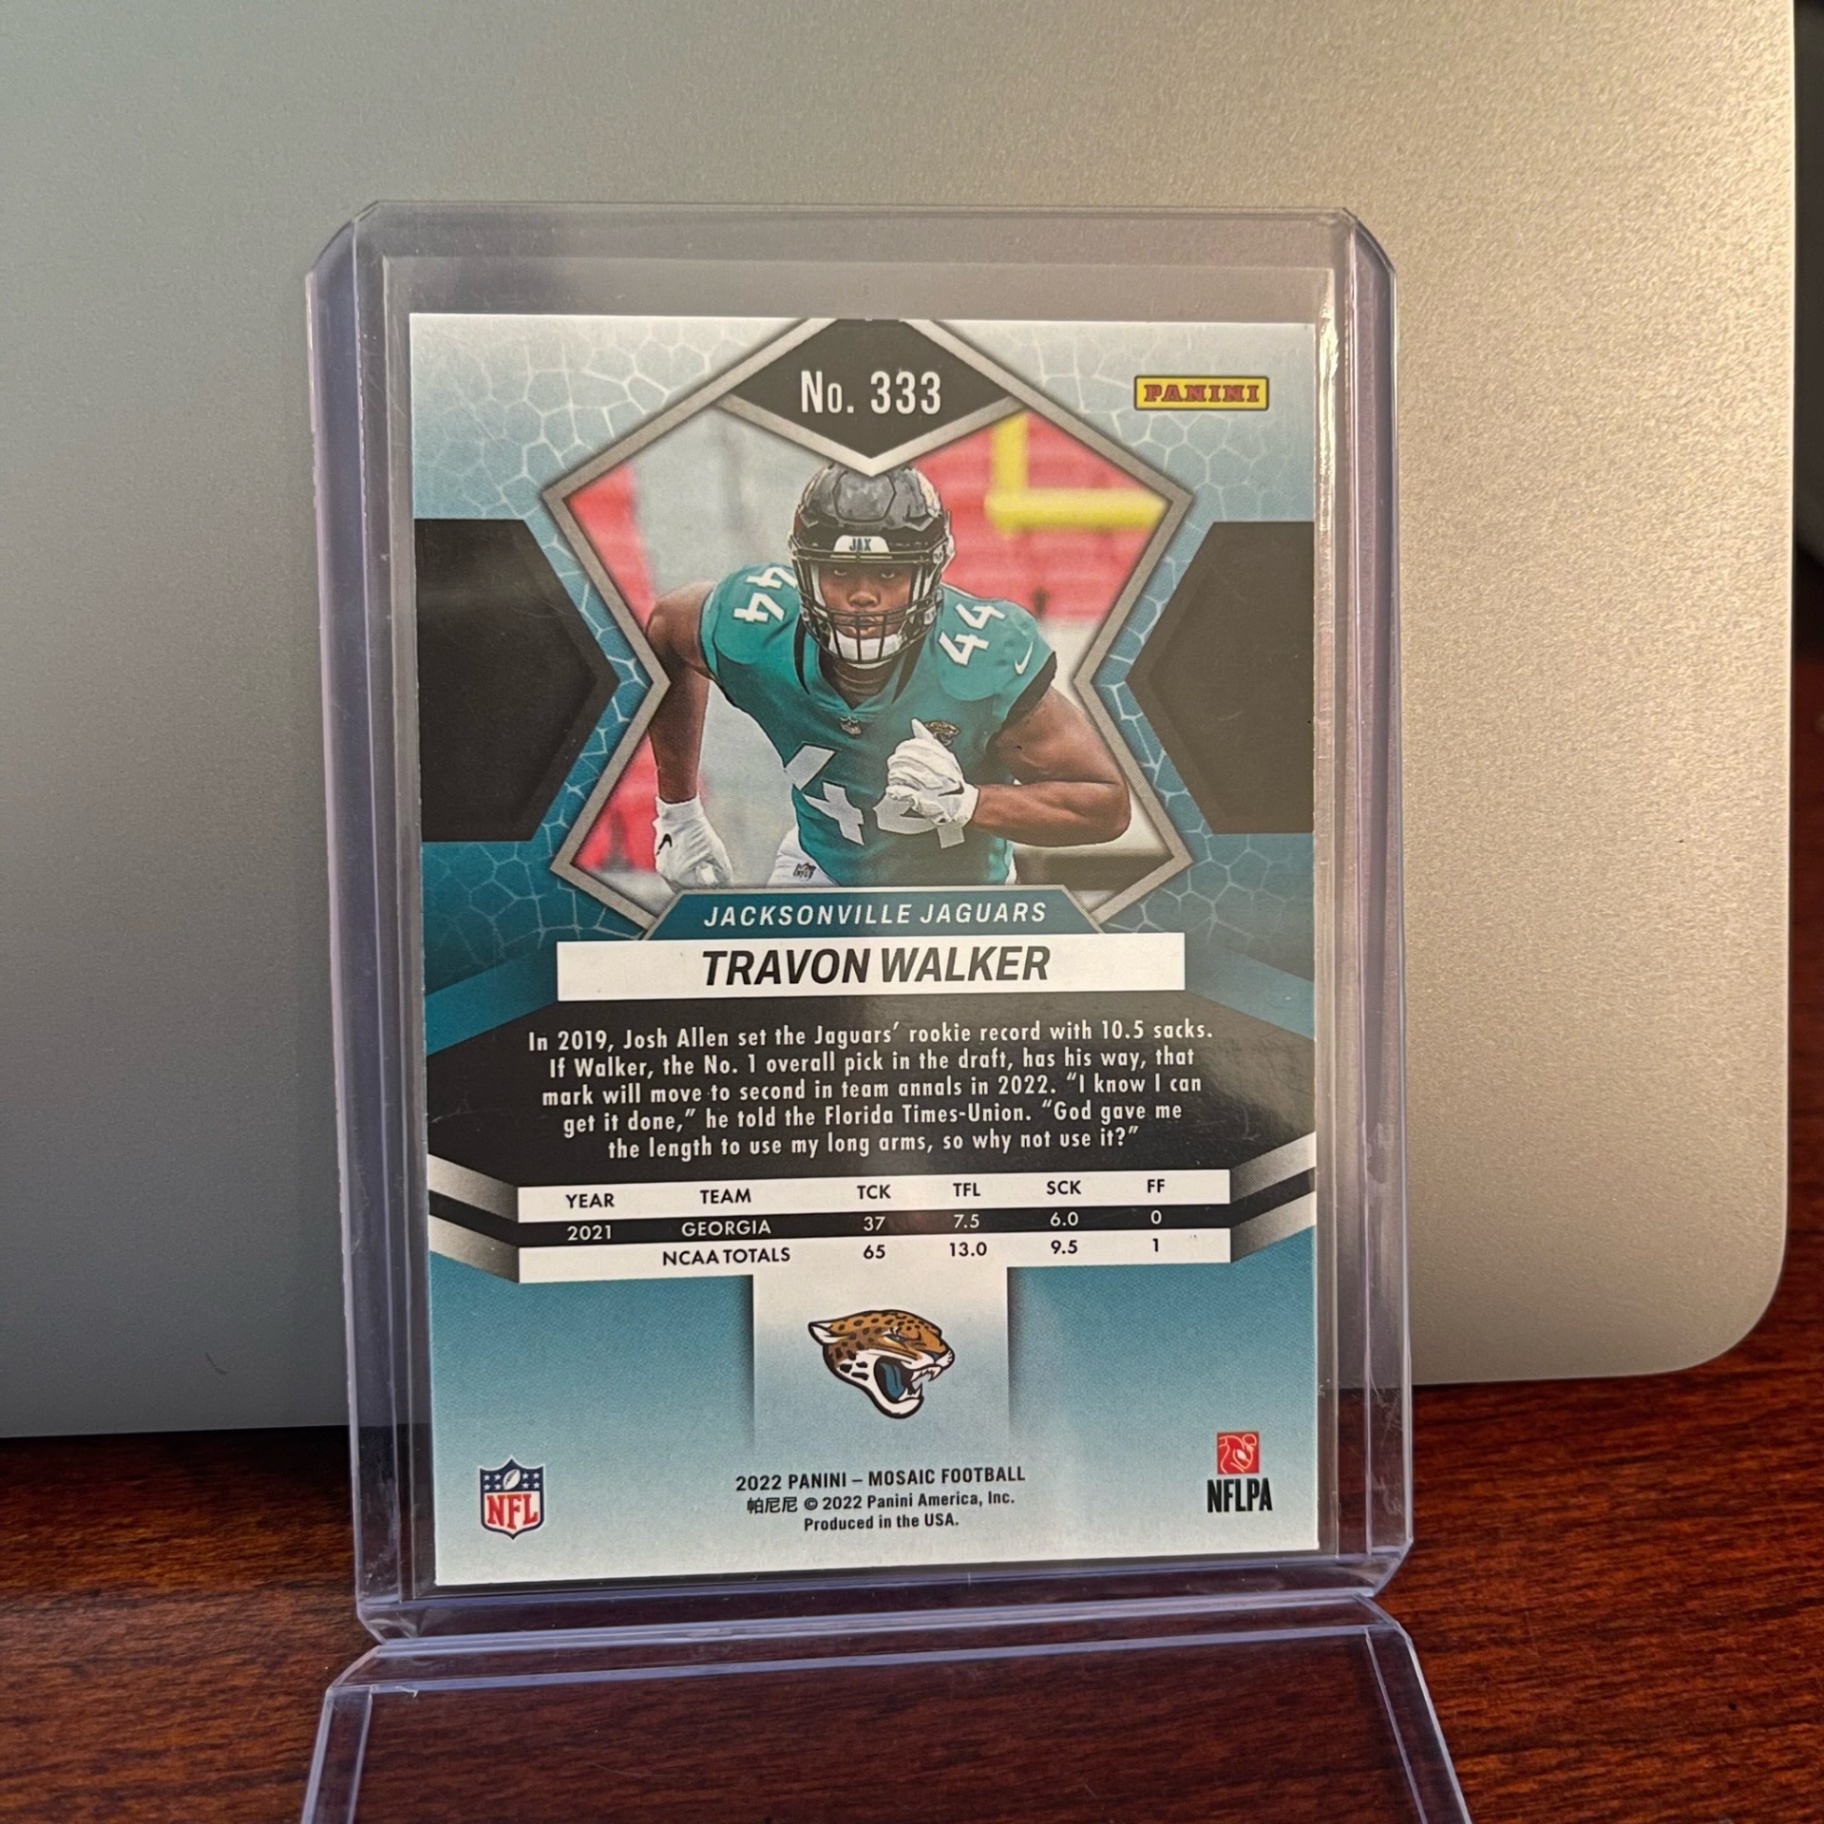 No. 333
PANINI
JAX
44
44
44
JACKSONVILLE JAGUARS
TRAVON WALKER
In 2019, Josh Allen set the Jaguars’ rookie record with 10.5 sacks.
If Walker, the No. 1 overall pick in the draft, has his way, that
mark will move to second in team annals in 2022. “I know I can
get it done,” he told the Florida Times-Union. “God gave me
the length to use my long arms, so why not use it?”
YEAR TEAM TCK TFL SCK FF
2021 GEORGIA 37 7.5 6.0 0
NCAA TOTALS 65 13.0 9.5 1
NFL
2022 PANINI – MOSAIC FOOTBALL
帕尼尼 © 2022 Panini America, Inc.
Produced in the USA.
NFLPA